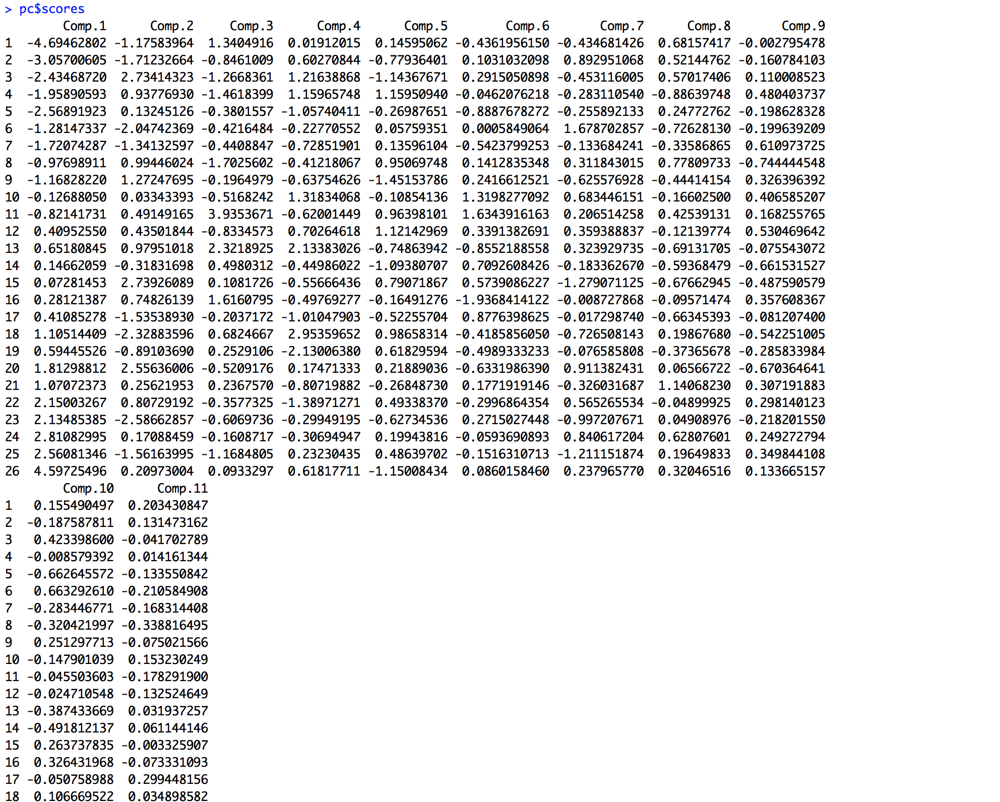 > pc$scores
        Comp.1      Comp.2     Comp.3      Comp.4      Comp.5        Comp.6       Comp.7      Comp.8       Comp.9
1  -4.69462802 -1.17583964  1.3404916  0.01912015  0.14595062 -0.4361956150 -0.434681426  0.68157417 -0.002795478
2  -3.05700605 -1.71232664 -0.8461009  0.60270844 -0.77936401  0.1031032098  0.892951068  0.52144762 -0.160784103
3  -2.43468720  2.73414323 -1.2668361  1.21638868 -1.14367671  0.2915050898 -0.453116005  0.57017406  0.110008523
4  -1.95890593  0.93776930 -1.4618399  1.15965748  1.15950940 -0.0462076218 -0.283110540 -0.88639748  0.480403737
5  -2.56891923  0.13245126 -0.3801557 -1.05740411 -0.26987651 -0.8887678272 -0.255892133  0.24772762 -0.198628328
6  -1.28147337 -2.04742369 -0.4216484 -0.22770552  0.05759351  0.0005849064  1.678702857 -0.72628130 -0.199639209
7  -1.72074287 -1.34132597 -0.4408847 -0.72851901  0.13596104 -0.5423799253 -0.133684241 -0.33586865  0.610973725
8  -0.97698911  0.99446024 -1.7025602 -0.41218067  0.95069748  0.1412835348  0.311843015  0.77809733 -0.744444548
9  -1.16828220  1.27247695 -0.1964979 -0.63754626 -1.45153786  0.2416612521 -0.625576928 -0.44414154  0.326396392
10 -0.12688050  0.03343393 -0.5168242  1.31834068 -0.10854136  1.3198277092  0.683446151 -0.16602500  0.406585207
11 -0.82141731  0.49149165  3.9353671 -0.62001449  0.96398101  1.6343916163  0.206514258  0.42539131  0.168255765
12  0.40952550  0.43501844 -0.8334573  0.70264618  1.12142969  0.3391382691  0.359388837 -0.12139774  0.530469642
13  0.65180845  0.97951018  2.3218925  2.13383026 -0.74863942 -0.8552188558  0.323929735 -0.69131705 -0.075543072
14  0.14662059 -0.31831698  0.4980312 -0.44986022 -1.09380707  0.7092608426 -0.183362670 -0.59368479 -0.661531527
15  0.07281453  2.73926089  0.1081726 -0.55666436  0.79071867  0.5739086227 -1.279071125 -0.67662945 -0.487590579
16  0.28121387  0.74826139  1.6160795 -0.49769277 -0.16491276 -1.9368414122 -0.008727868 -0.09571474  0.357608367
17  0.41085278 -1.53538930 -0.2037172 -1.01047903 -0.52255704  0.8776398625 -0.017298740 -0.66345393 -0.081207400
18  1.10514409 -2.32883596  0.6824667  2.95359652  0.98658314 -0.4185856050 -0.726508143  0.19867680 -0.542251005
19  0.59445526 -0.89103690  0.2529106 -2.13006380  0.61829594 -0.4989333233 -0.076585808 -0.37365678 -0.285833984
20  1.81298812  2.55636006 -0.5209176  0.17471333  0.21889036 -0.6331986390  0.911382431  0.06566722 -0.670364641
21  1.07072373  0.25621953  0.2367570 -0.80719882 -0.26848730  0.1771919146 -0.326031687  1.14068230  0.307191883
22  2.15003267  0.80729192 -0.3577325 -1.38971271  0.49338370 -0.2996864354  0.565265534 -0.04899925  0.298140123
23  2.13485385 -2.58662857 -0.6069736 -0.29949195 -0.62734536  0.2715027448 -0.997207671  0.04908976 -0.218201550
24  2.81082995  0.17088459 -0.1608717 -0.30694947  0.19943816 -0.0593690893  0.840617204  0.62807601  0.249272794
25  2.56081346 -1.56163995 -1.1684805  0.23230435  0.48639702 -0.1516310713 -1.211151874  0.19649833  0.349844108
26  4.59725496  0.20973004  0.0933297  0.61817711 -1.15008434  0.0860158460  0.237965770  0.32046516  0.133665157
        Comp.10      Comp.11
1   0.155490497  0.203430847
2  -0.187587811  0.131473162
3   0.423398600 -0.041702789
4  -0.008579392  0.014161344
5  -0.662645572 -0.133550842
6   0.663292610 -0.210584908
7  -0.283446771 -0.168314408
8  -0.320421997 -0.338816495
9   0.251297713 -0.075021566
10 -0.147901039  0.153230249
11 -0.045503603 -0.178291900
12 -0.024710548 -0.132524649
13 -0.387433669  0.031937257
14 -0.491812137  0.061144146
15  0.263737835 -0.003325907
16  0.326431968 -0.073331093
17 -0.050758988  0.299448156
18  0.106669522  0.034898582